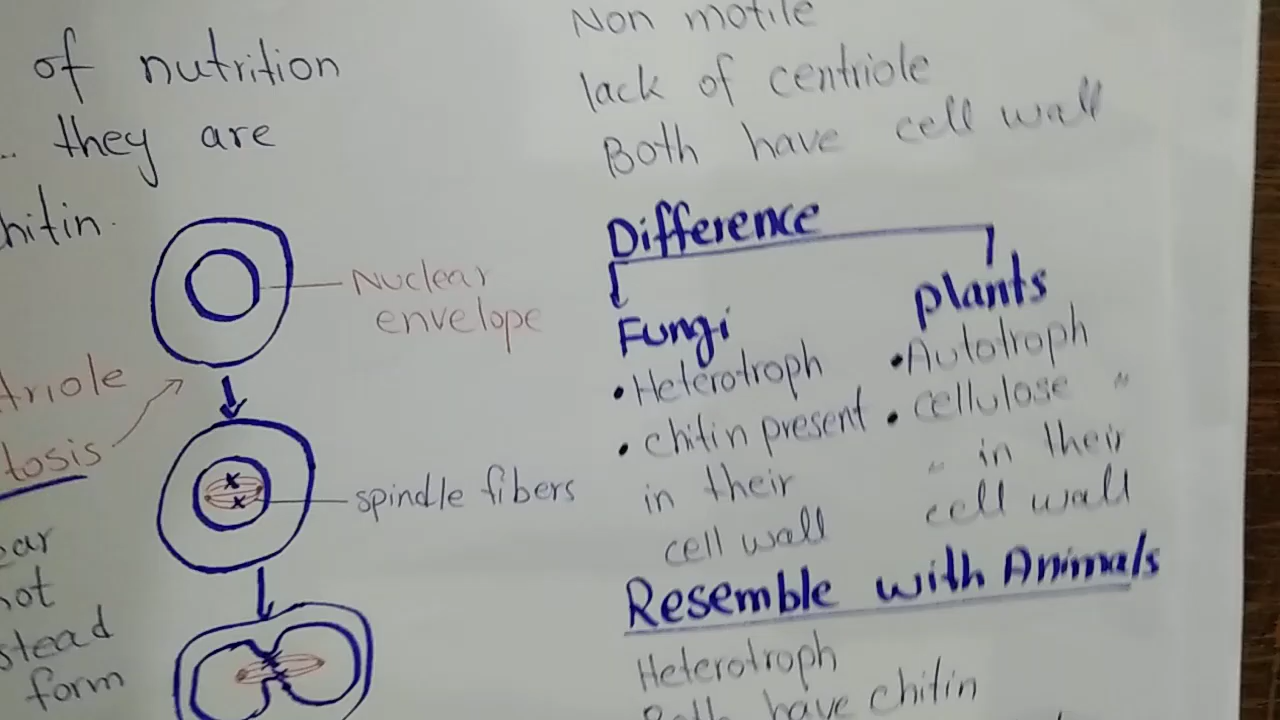 of nutrition
they are
hitin.
Nuclear
envelope
triole
tosis
spindle fibers
ear
not
stead
form
Non motile
lack of centriole
Both have cell wall
Difference
Fungi
• Heterotroph
• chitin present
in their
cell wall
plants
• Autotroph
• cellulose "
" in their
cell wall
Resemble with Animals
Heterotroph
Both have chitin